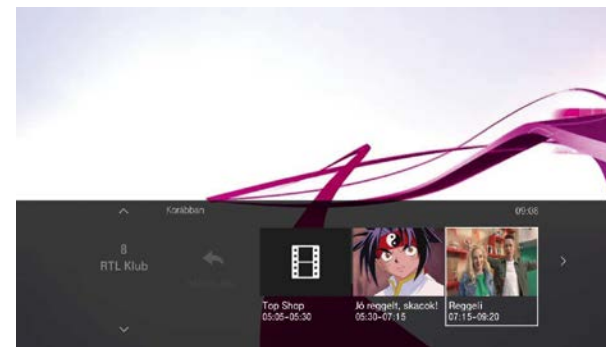 Korábban
09:08
8
RTL Klub
Top Shop
05:05-05:30
Jó reggelt, skacok!
05:30-07:15
Reggeli
07:15-09:20